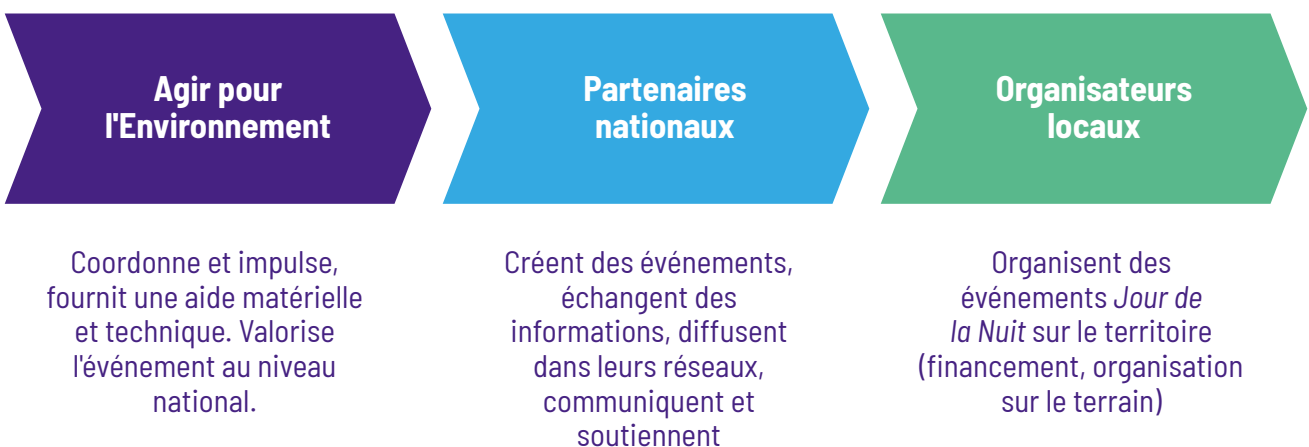 Agir pour
l'Environnement
Coordonne et impulse,
fournit une aide matérielle
et technique. Valorise
l'événement au niveau
national.
Partenaires
nationaux
Créent des événements,
échangent des
informations, diffusent
dans leurs réseaux,
communiquent et
soutiennent
Organisateurs
locaux
Organisent des
événements Jour de
la Nuit sur le territoire
(financement, organisation
sur le terrain)